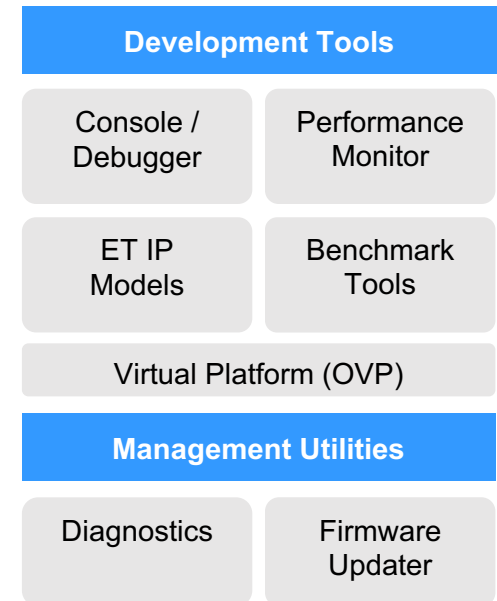 Development Tools
Console /
Debugger
Performance
Monitor
ET IP
Models
Benchmark
Tools
Virtual Platform (OVP)
Management Utilities
Diagnostics
Firmware
Updater